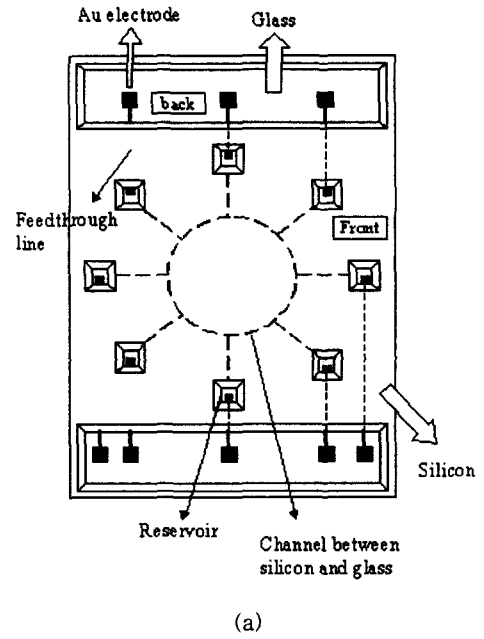 Au electrode
Glass
back
Feedthrough
line
Front
Silicon
Reservoir
Channel between
silicon and glass
(a)